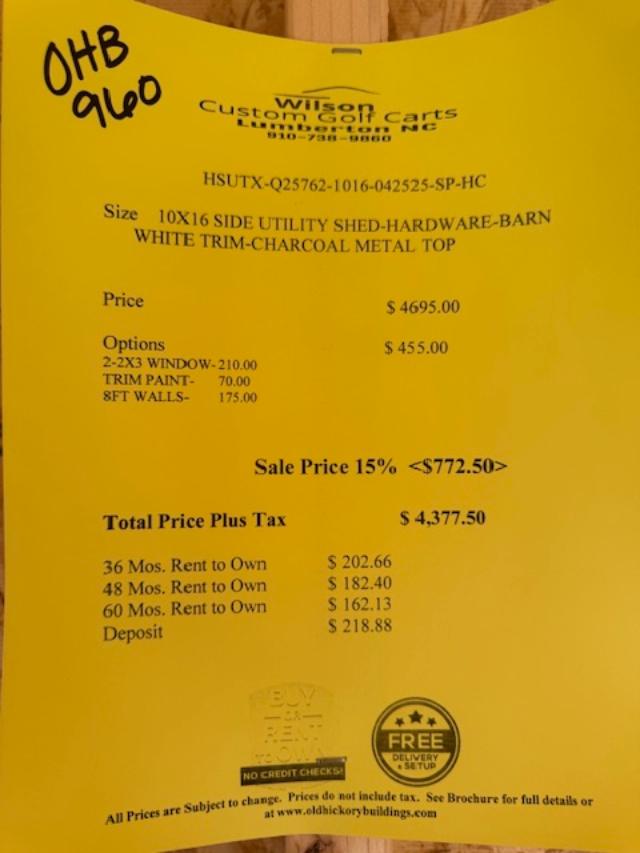 OHB
960
Wilson
Custom Golf Carts
Lumberton NC
910-738-9860
HSUTX-Q25762-1016-042525-SP-HC
Size 10X16 SIDE UTILITY SHED-HARDWARE-BARN
WHITE TRIM-CHARCOAL METAL TOP
Price $ 4695.00
Options $ 455.00
2-2X3 WINDOW- 210.00
TRIM PAINT- 70.00
8FT WALLS- 175.00
Sale Price 15% <$772.50>
Total Price Plus Tax $ 4,377.50
36 Mos. Rent to Own $ 202.66
48 Mos. Rent to Own $ 182.40
60 Mos. Rent to Own $ 162.13
Deposit $ 218.88
BUY
OR
RENT
TO OWN
NO CREDIT CHECKS!
FREE
DELIVERY
& SETUP
All Prices are Subject to change. Prices do not include tax. See Brochure for full details or
at www.oldhickorybuildings.com